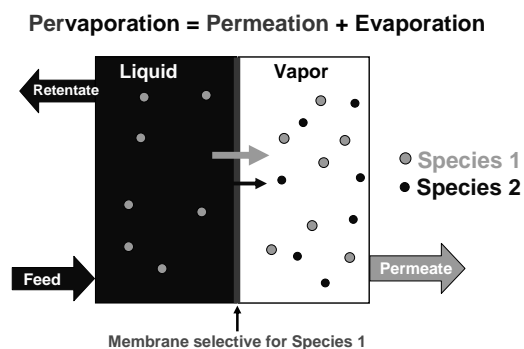 Pervaporation = Permeation + Evaporation
Liquid
Vapor
Retentate
Species 1
Species 2
Feed
Permeate
Membrane selective for Species 1